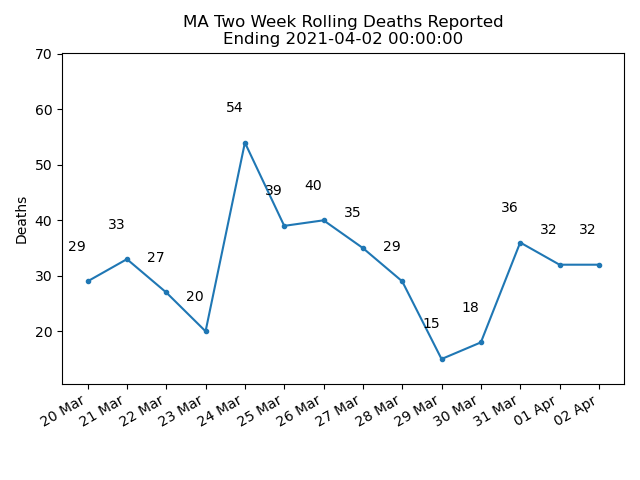 MA Two Week Rolling Deaths Reported
Ending 2021-04-02 00:00:00
Deaths
70
60
50
40
30
20
29
33
27
20
54
39
40
35
29
15
18
36
32
32
20 Mar
21 Mar
22 Mar
23 Mar
24 Mar
25 Mar
26 Mar
27 Mar
28 Mar
29 Mar
30 Mar
31 Mar
01 Apr
02 Apr